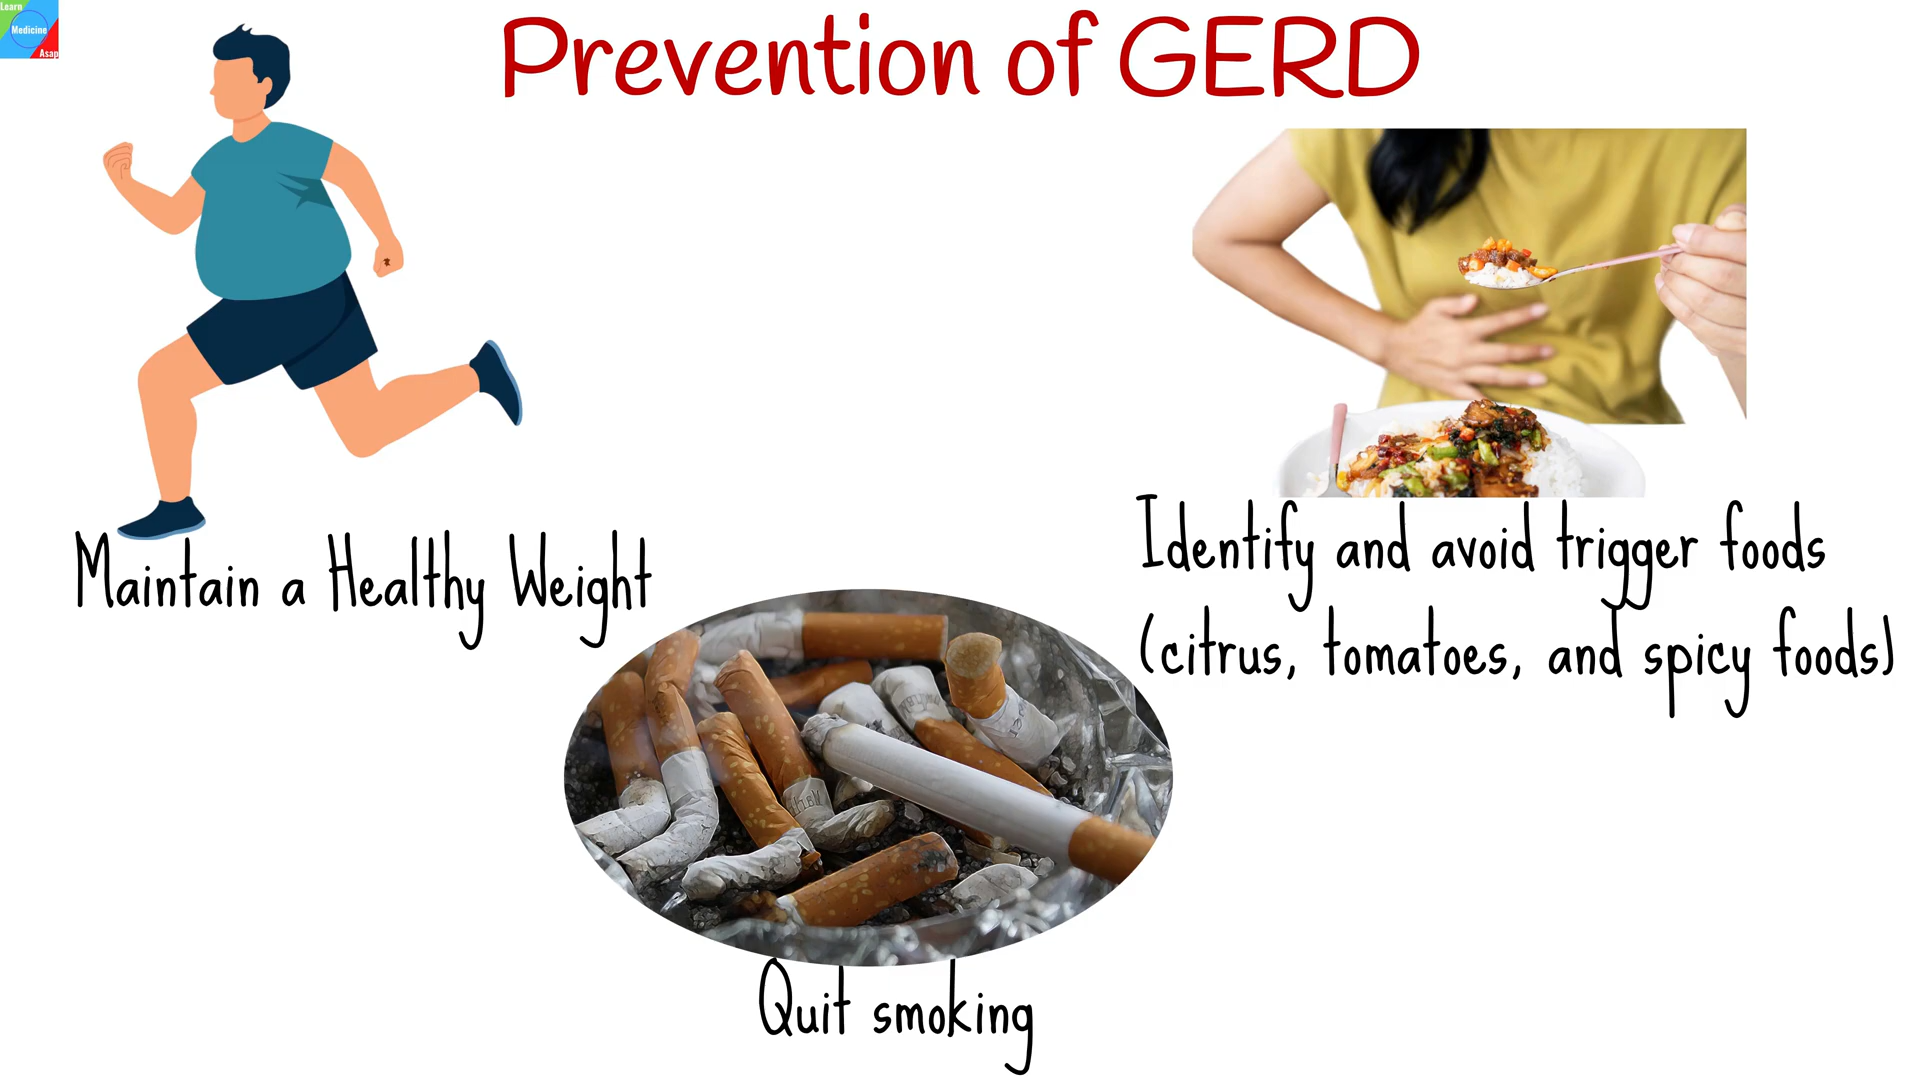 Learn
Medicine
Asap
Prevention of GERD
Maintain a Healthy Weight
Identify and avoid trigger foods
(citrus, tomatoes, and spicy foods)
Quit smoking